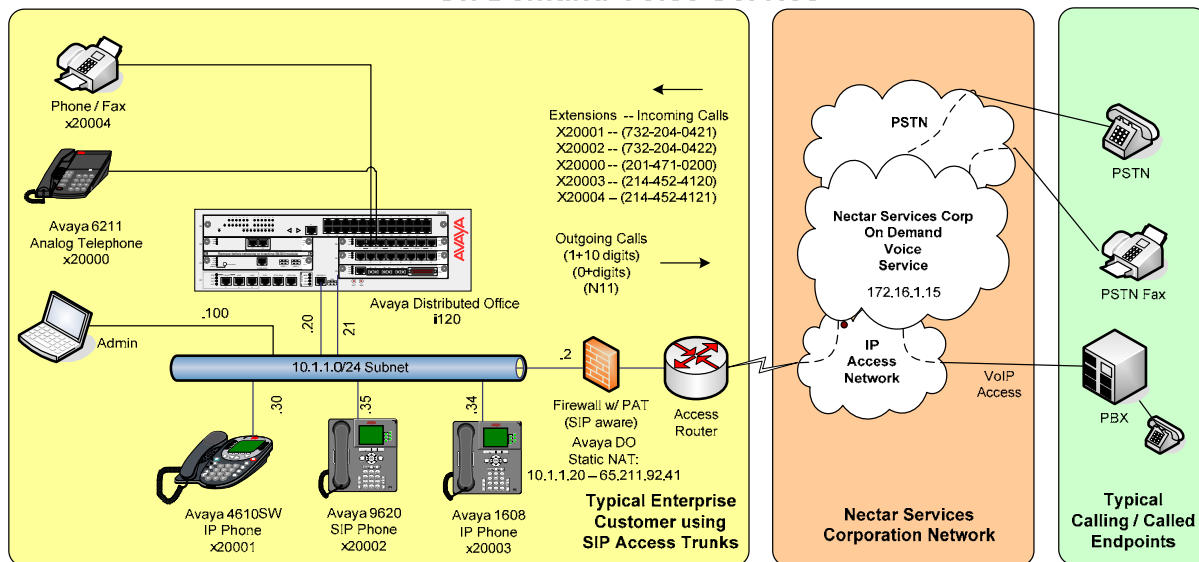 Phone / Fax
x20004
Avaya 6211
Analog Telephone
x20000
Admin
.100
.20
21
AVAYA
Avaya Distributed Office
i120
Extensions -- Incoming Calls
X20001 -- (732-204-0421)
X20002 -- (732-204-0422)
X20000 -- (201-471-0200)
X20003 -- (214-452-4120)
X20004 – (214-452-4121)
Outgoing Calls
(1+10 digits)
(0+digits)
(N11)
10.1.1.0/24 Subnet
.2
.30
.35
.34
Firewall w/ PAT
(SIP aware)
Avaya DO
Static NAT:
10.1.1.20 – 65.211.92.41
Access
Router
Avaya 4610SW
IP Phone
x20001
Avaya 9620
SIP Phone
x20002
Avaya 1608
IP Phone
x20003
Typical Enterprise
Customer using
SIP Access Trunks
PSTN
Nectar Services Corp
On Demand
Voice
Service
172.16.1.15
IP
Access
Network
Nectar Services
Corporation Network
PSTN
PSTN Fax
VoIP
Access
PBX
Typical
Calling / Called
Endpoints